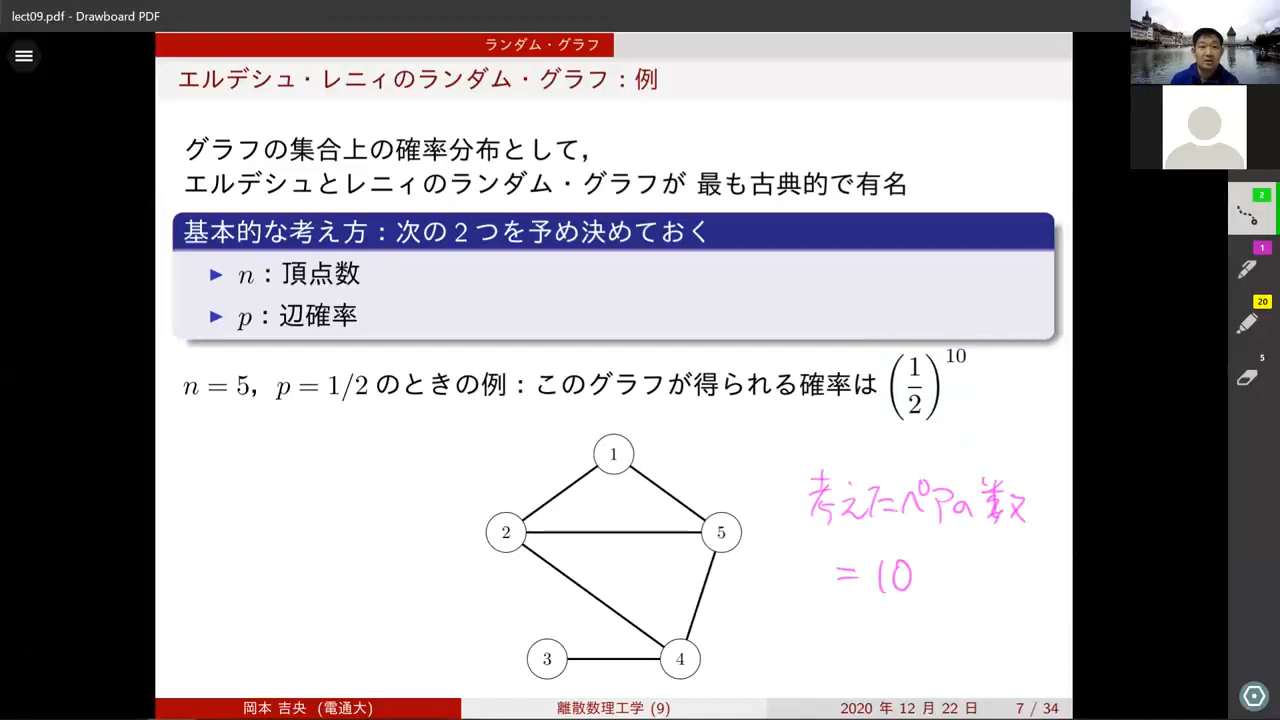 lect09.pdf - Drawboard PDF
ランダム・グラフ
エルデシュ・レニィのランダム・グラフ：例
グラフの集合上の確率分布として，
エルデシュとレニィのランダム・グラフが 最も古典的で有名
基本的な考え方：次の 2 つを予め決めておく
▶ n：頂点数
▶ p：辺確率
n = 5，p = 1/2 のときの例：このグラフが得られる確率は (1/2)^10
1
2
5
3
4
考えたペアの数
= 10
岡本 吉央 (電通大)
離散数理工学 (9)
2020 年 12 月 22 日
7 / 34
2
1
20
5